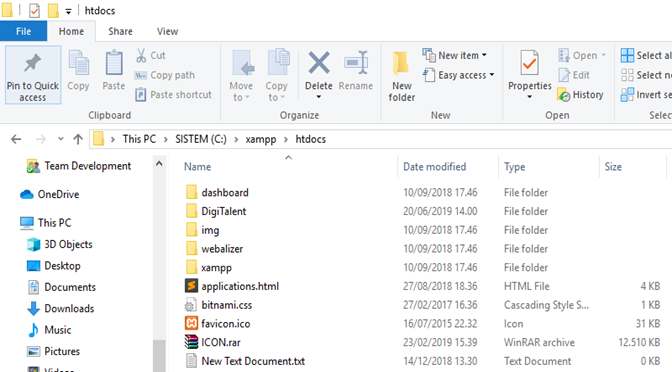 htdocs
File Home Share View
Pin to Quick access
Copy
Paste
Cut
Copy path
Paste shortcut
Clipboard
Move to
Copy to
Delete
Rename
Organize
New folder
New item
Easy access
New
Properties
Open
Edit
History
Open
Select al
Select no
Invert se
Selec
This PC SISTEM (C:) xampp htdocs
Team Development
OneDrive
This PC
3D Objects
Desktop
Documents
Downloads
Music
Pictures
Name Date modified Type Size
dashboard 10/09/2018 17.46 File folder
DigiTalent 20/06/2019 14.00 File folder
img 10/09/2018 17.46 File folder
webalizer 10/09/2018 17.46 File folder
xampp 10/09/2018 17.46 File folder
applications.html 27/08/2018 18.36 HTML File 4 KB
bitnami.css 27/02/2017 16.36 Cascading Style S... 1 KB
favicon.ico 16/07/2015 22.32 Icon 31 KB
ICON.rar 23/02/2019 15.39 WinRAR archive 12.510 KB
New Text Document.txt 14/12/2018 13.30 Text Document 0 KB